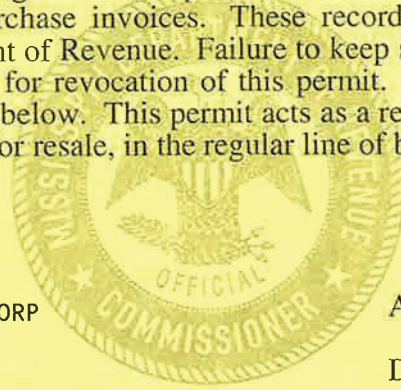 rchase invoices. These record
nt of Revenue. Failure to keep
for revocation of this permit.
below. This permit acts as a re
or resale, in the regular line of b
OFFICIAL
COMMISSIONER
ORP